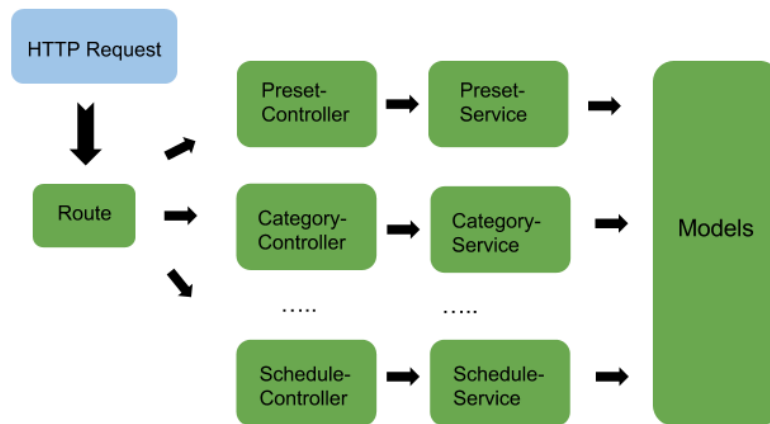 HTTP Request
Preset-
Controller
Preset-
Service
Route
Category-
Controller
Category-
Service
Models
.....
.....
Schedule-
Controller
Schedule-
Service